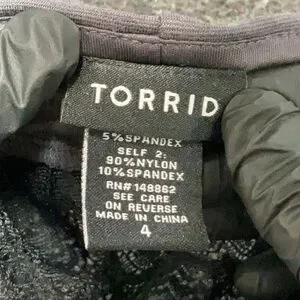 TORRID
5%SPANDEX
SELF 2:
90%NYLON
10%SPANDEX
RN#148862
SEE CARE
ON REVERSE
MADE IN CHINA
4